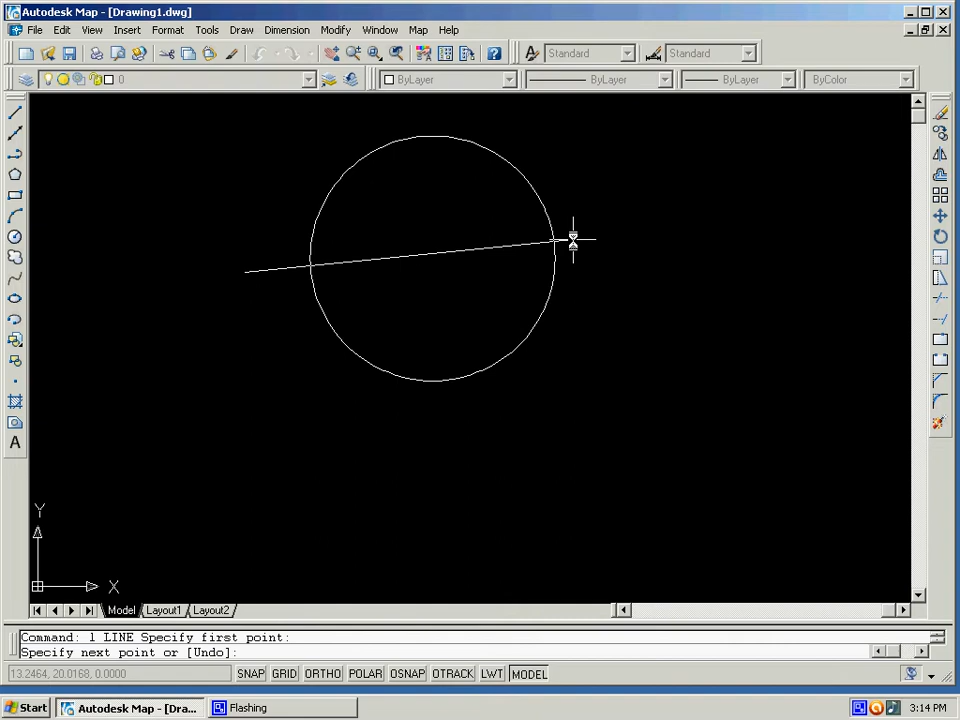 Autodesk Map - [Drawing1.dwg]
File Edit View Insert Format Tools Draw Dimension Modify Window Map Help
Standard Standard
0 ByLayer ByLayer ByLayer ByColor
A
Y
X
Model Layout1 Layout2
Command: l LINE Specify first point:
Specify next point or [Undo]:
13.2464, 20.0168, 0.0000 SNAP GRID ORTHO POLAR OSNAP OTRACK LWT MODEL
Start Autodesk Map - [Dra... Flashing 3:14 PM